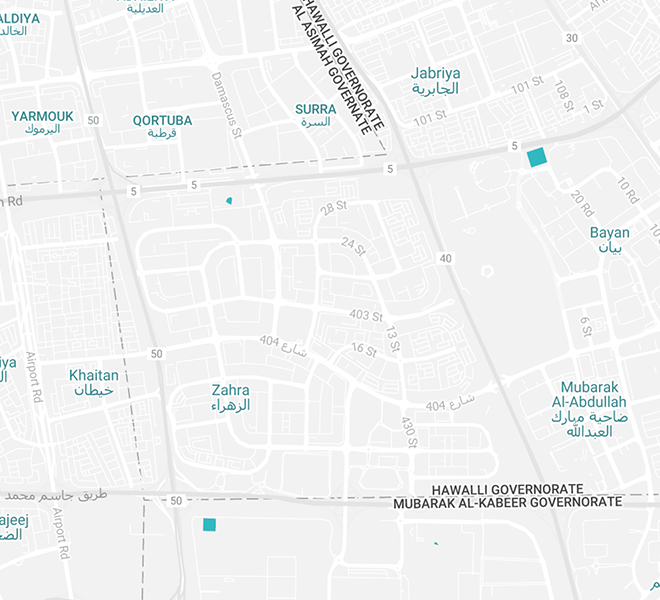 ALDIYA
العديلية
30
HAWALLI GOVERNORATE
AL ASIMAH GOVERNATE
Jabriya
الجابرية
101 St
108 St
1 St
101 St
Damascus St
SURRA
السرة
YARMOUK
اليرموك
50
QORTUBA
قرطبة
5
5
5
5
28 St
24 St
20 Rd
10 Rd
10
Bayan
بيان
40
403 St
13 St
6 St
404 شارع
16 St
50
Airport Rd
Khaitan
خيطان
Zahra
الزهراء
Mubarak
Al-Abdullah
ضاحية مبارك
العبدالله
404 شارع
430 St
طريق جاسم محمد
50
HAWALLI GOVERNORATE
MUBARAK AL-KABEER GOVERNORATE
ajeej
Airport Rd